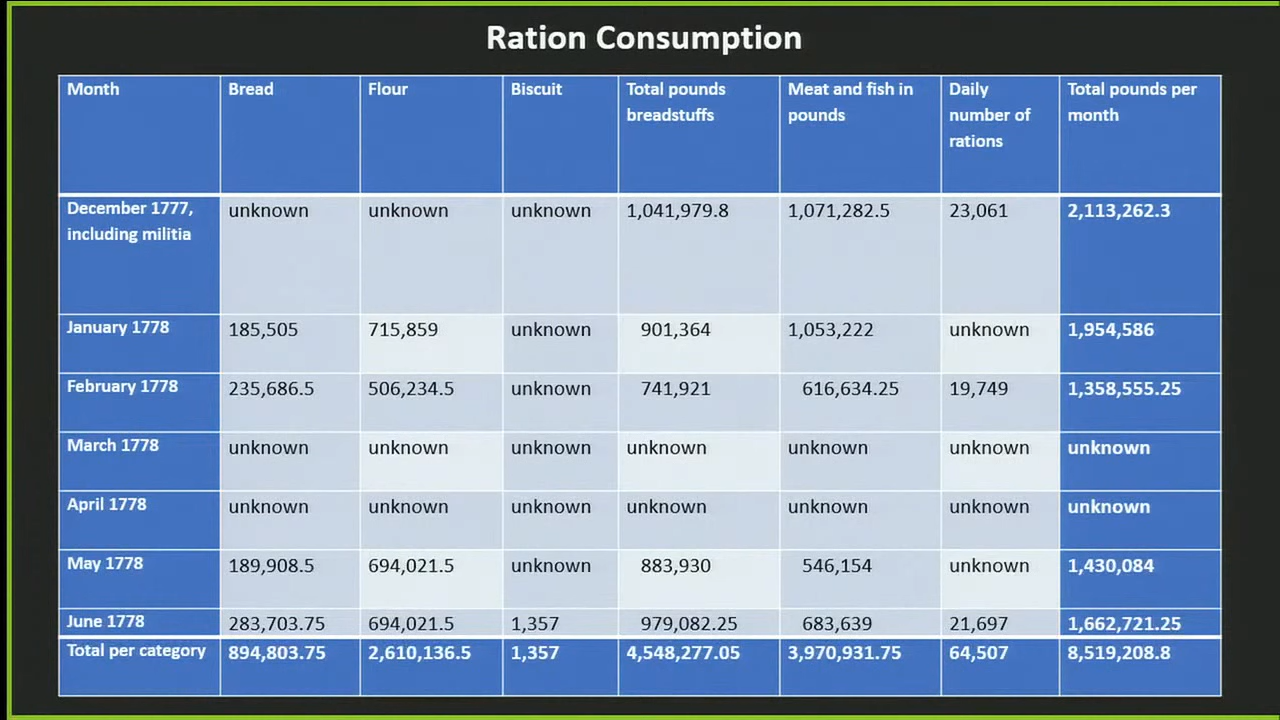 Ration Consumption
Month Bread Flour Biscuit Total pounds breadstuffs Meat and fish in pounds Daily number of rations Total pounds per month
December 1777, including militia unknown unknown unknown 1,041,979.8 1,071,282.5 23,061 2,113,262.3
January 1778 185,505 715,859 unknown 901,364 1,053,222 unknown 1,954,586
February 1778 235,686.5 506,234.5 unknown 741,921 616,634.25 19,749 1,358,555.25
March 1778 unknown unknown unknown unknown unknown unknown unknown
April 1778 unknown unknown unknown unknown unknown unknown unknown
May 1778 189,908.5 694,021.5 unknown 883,930 546,154 unknown 1,430,084
June 1778 283,703.75 694,021.5 1,357 979,082.25 683,639 21,697 1,662,721.25
Total per category 894,803.75 2,610,136.5 1,357 4,548,277.05 3,970,931.75 64,507 8,519,208.8